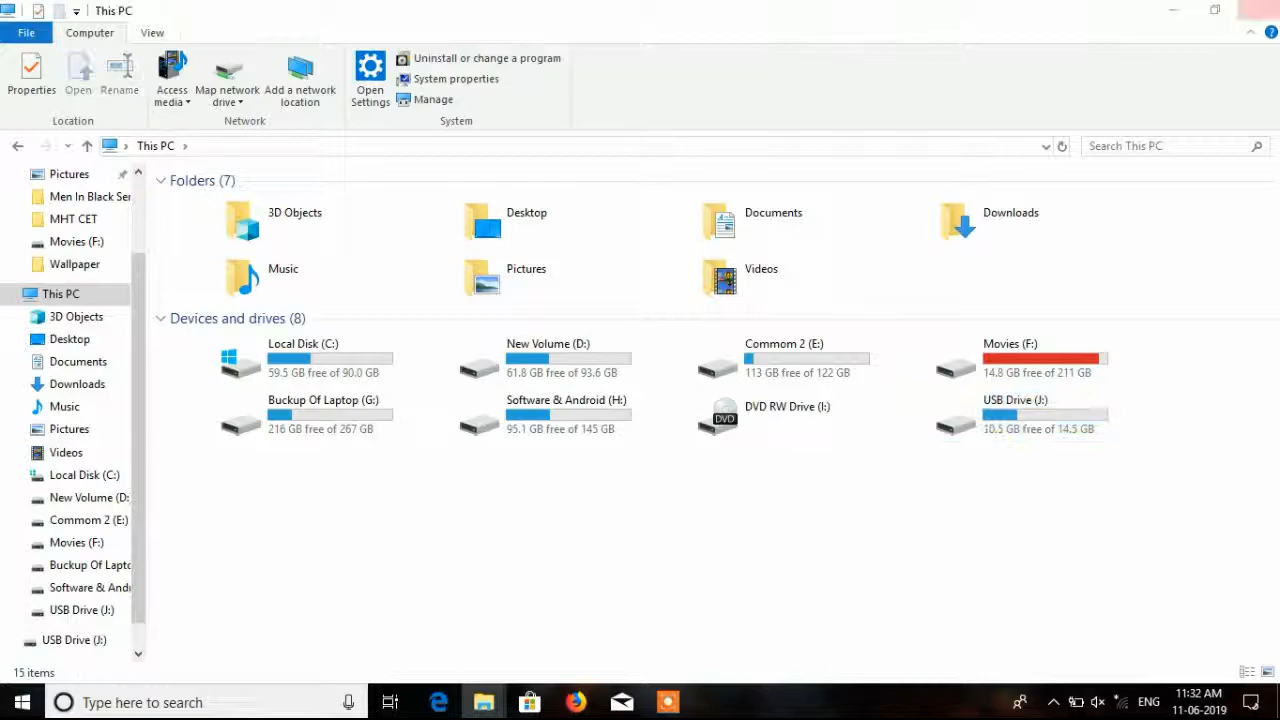 This PC
File Computer View
Properties Open Rename Access media Map network drive Add a network location Open Settings
Uninstall or change a program
System properties
Manage
Location Network System
This PC
Search This PC
Pictures
Men In Black Ser
MHT CET
Movies (F:)
Wallpaper
This PC
3D Objects
Desktop
Documents
Downloads
Music
Pictures
Videos
Local Disk (C:)
New Volume (D:
Commom 2 (E:)
Movies (F:)
Buckup Of Lapto
Software & Andr
USB Drive (J:)
USB Drive (J:)
Folders (7)
3D Objects Desktop Documents Downloads
Music Pictures Videos
Devices and drives (8)
Local Disk (C:) New Volume (D:) Commom 2 (E:) Movies (F:)
59.5 GB free of 90.0 GB 61.8 GB free of 93.6 GB 113 GB free of 122 GB 14.8 GB free of 211 GB
Buckup Of Laptop (G:) Software & Android (H:) DVD RW Drive (I:) USB Drive (J:)
DVD
216 GB free of 267 GB 95.1 GB free of 145 GB 10.5 GB free of 14.5 GB
15 items
Type here to search
ENG
11:32 AM
11-06-2019